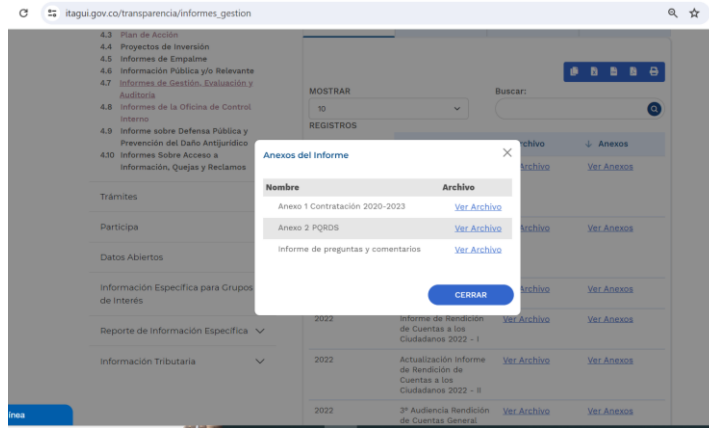 itagui.gov.co/transparencia/informes_gestion
4.3 Plan de Acción
4.4 Proyectos de Inversión
4.5 Informes de Empalme
4.6 Información Pública y/o Relevante
4.7 Informes de Gestión, Evaluación y
Auditoría
4.8 Informes de la Oficina de Control
Interno
4.9 Informe sobre Defensa Pública y
Prevención del Daño Antijurídico
4.10 Informes Sobre Acceso a
Información, Quejas y Reclamos
Trámites
Participa
Datos Abiertos
Información Específica para Grupos
de Interés
Reporte de Información Específica
Información Tributaria
ínea
MOSTRAR
10
REGISTROS
Buscar:
rchivo
Anexos
Archivo Ver Anexos
Archivo Ver Anexos
Archivo Ver Anexos
Anexos del Informe
Nombre Archivo
Anexo 1 Contratación 2020-2023 Ver Archivo
Anexo 2 PQRDS Ver Archivo
Informe de preguntas y comentarios Ver Archivo
CERRAR
2022 Informe de Rendición Ver Archivo Ver Anexos
de Cuentas a los
Ciudadanos 2022 - I
2022 Actualización Informe Ver Archivo Ver Anexos
de Rendición de
Cuentas a los
Ciudadanos 2022 - II
2022 3ª Audiencia Rendición Ver Archivo Ver Anexos
de Cuentas General